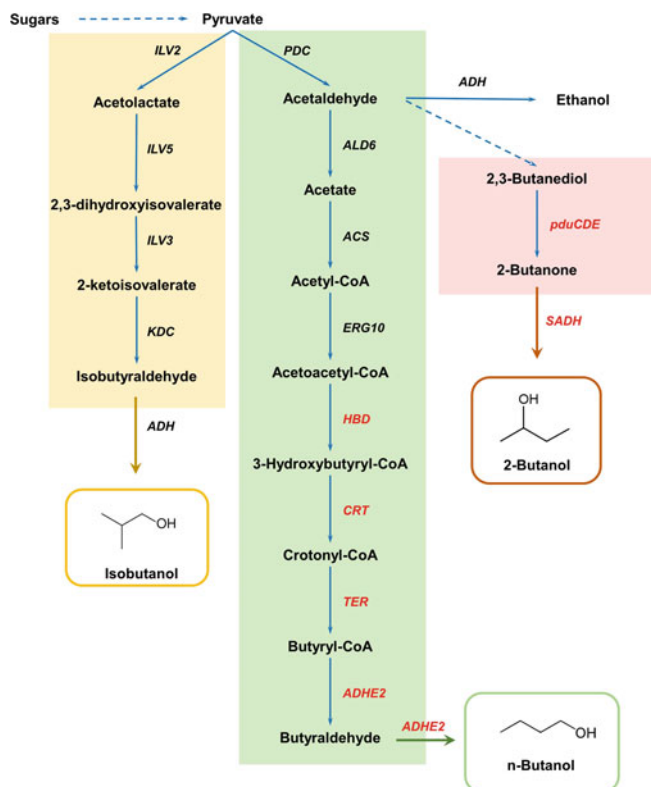 Sugars
Pyruvate
ILV2
PDC
Acetolactate
Acetaldehyde
ADH
Ethanol
ILV5
ALD6
2,3-dihydroxyisovalerate
Acetate
2,3-Butanediol
ILV3
ACS
pduCDE
2-ketoisovalerate
Acetyl-CoA
2-Butanone
KDC
ERG10
SADH
Isobutyraldehyde
Acetoacetyl-CoA
ADH
HBD
OH
2-Butanol
3-Hydroxybutyryl-CoA
OH
Isobutanol
CRT
Crotonyl-CoA
TER
Butyryl-CoA
ADHE2
Butyraldehyde
ADHE2
OH
n-Butanol